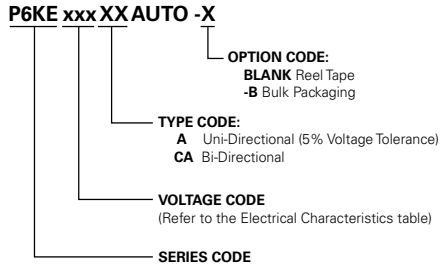 P6KE xxx XX AUTO -X
OPTION CODE:
BLANK Reel Tape
-B Bulk Packaging
TYPE CODE:
A Uni-Directional (5% Voltage Tolerance)
CA Bi-Directional
VOLTAGE CODE
(Refer to the Electrical Characteristics table)
SERIES CODE